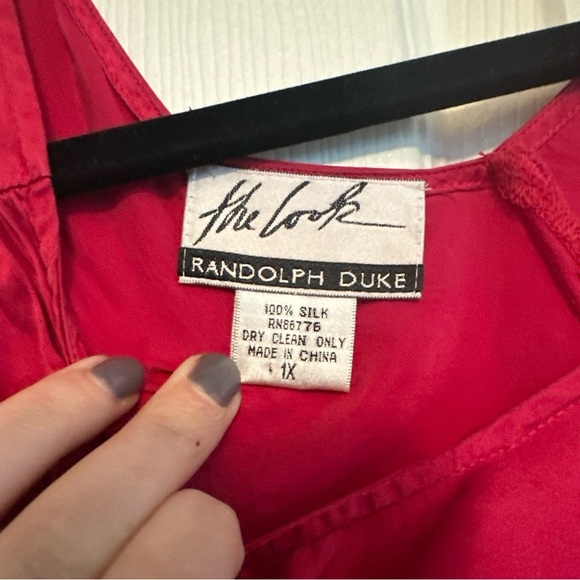 the look
RANDOLPH DUKE
100% SILK
RN86776
DRY CLEAN ONLY
MADE IN CHINA
1X